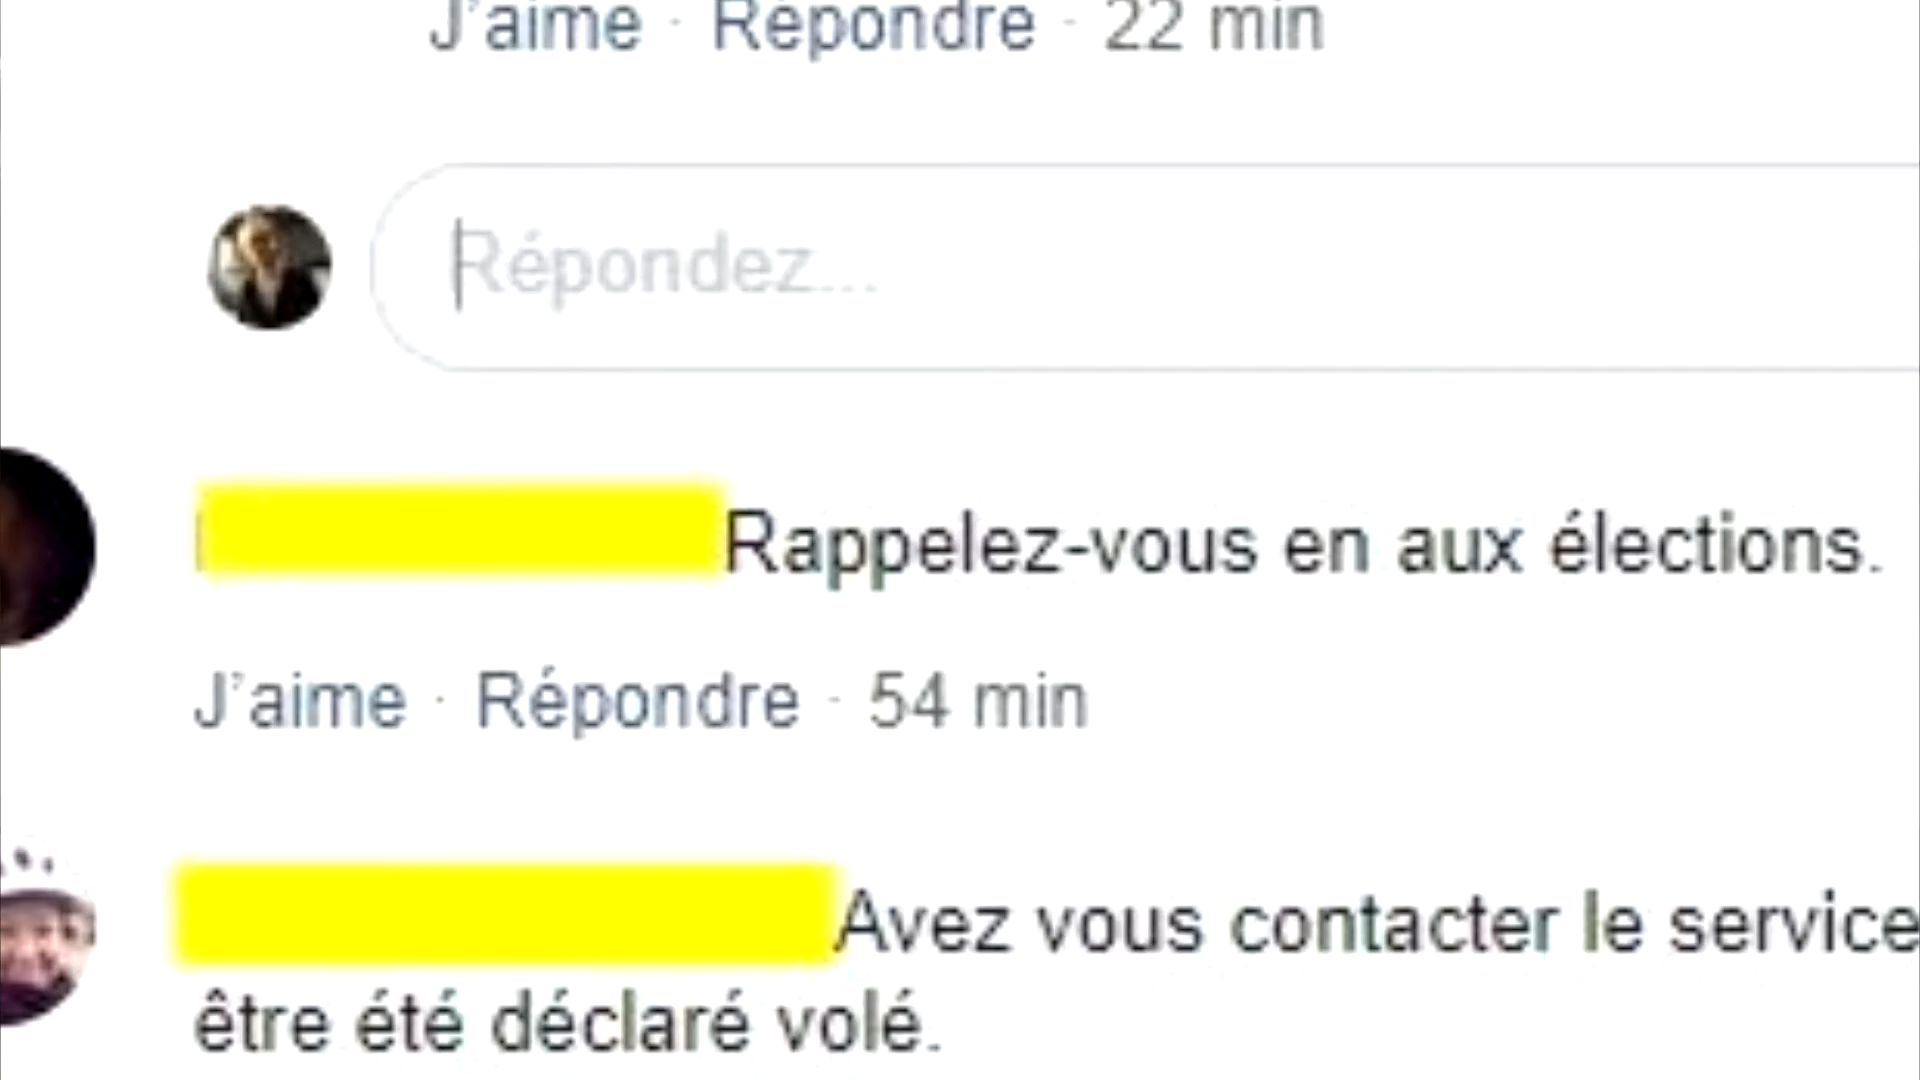 J'aime · Répondre · 22 min
Répondez...
Rappelez-vous en aux élections.
J'aime · Répondre · 54 min
Avez vous contacter le service
être été déclaré volé.